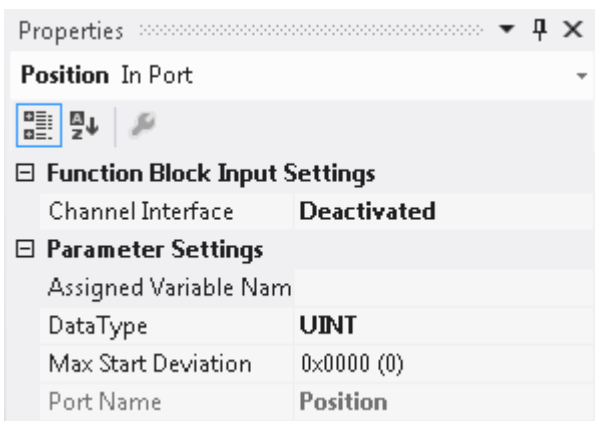 Properties
Position In Port
Function Block Input Settings
Channel Interface Deactivated
Parameter Settings
Assigned Variable Nam
DataType UINT
Max Start Deviation 0x0000 (0)
Port Name Position